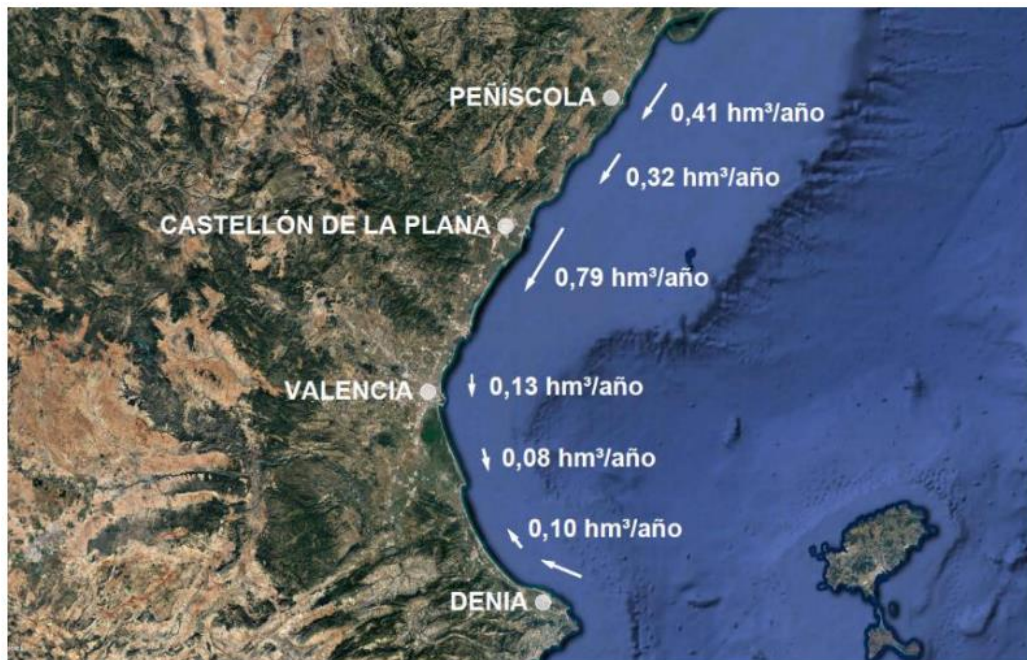 PEÑÍSCOLA
0,41 hm³/año
0,32 hm³/año
CASTELLÓN DE LA PLANA
0,79 hm³/año
VALENCIA
0,13 hm³/año
0,08 hm³/año
0,10 hm³/año
DENIA